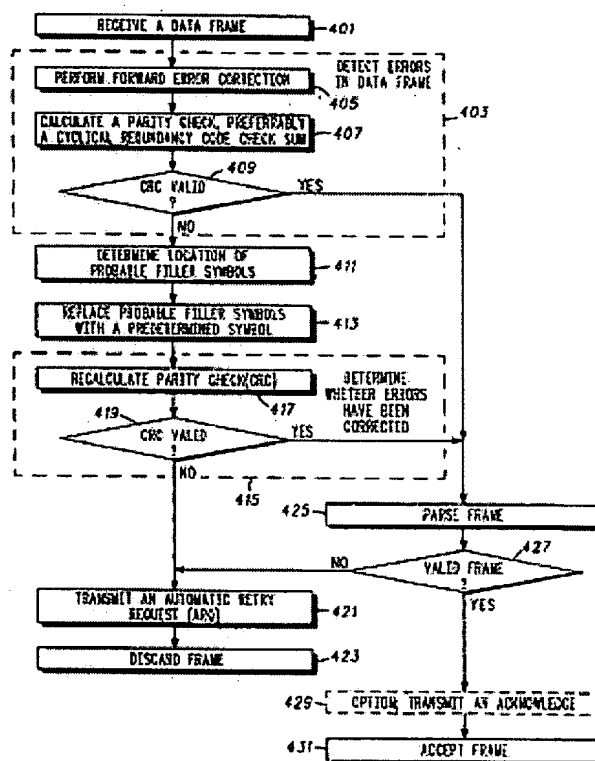 RECEIVE A DATA FRAME
401
DETECT ERRORS
IN DATA FRAME
403
PERFORM FORWARD ERROR CORECTION
405
CALCULATE A PARITY CHECK, PREFERRABLY
A CYCLICAL REDUNDANCY CODE CHECK SUM
407
409
CRC VALID
?
YES
NO
DETERMINE LOCATION OF
PROBABLE FILLER SYMBOLS
411
REPLACE PROBABLE FILLER SYMBOLS
WITH A PREDETERMINED SYMBOL
413
RECALCULATE PARITY CHECK(CRC)
417
DETERMINE
WHETHER ERRORS
HAVE BEEN
CORRECTED
419
CRC VALED
?
YES
NO
415
425
PARSE FRAME
427
VALID FRAME
?
NO
YES
TRANSMIT AN AUTOMATIC RETRY
REQUEST (ARQ)
421
DISCARD FRAME
423
429
OPTION, TRANSMIT AN ACKNOWLEDGE
431
ACCEPT FRAME